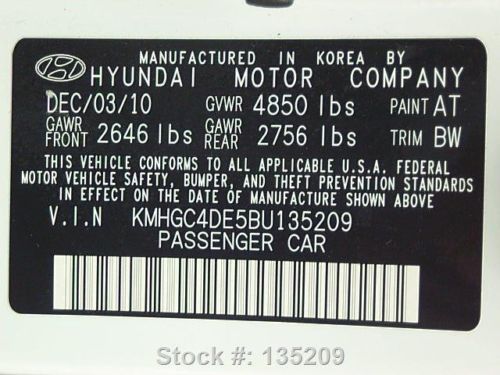 MANUFACTURED IN KOREA BY
HYUNDAI MOTOR COMPANY
DEC/03/10 GVWR 4850 lbs PAINT AT
GAWR FRONT 2646 lbs GAWR REAR 2756 lbs TRIM BW
THIS VEHICLE CONFORMS TO ALL APPLICABLE U.S.A. FEDERAL
MOTOR VEHICLE SAFETY, BUMPER, AND THEFT PREVENTION STANDARDS
IN EFFECT ON THE DATE OF MANUFACTURE SHOWN ABOVE
V.I.N KMHGC4DE5BU135209
PASSENGER CAR
Stock #: 135209